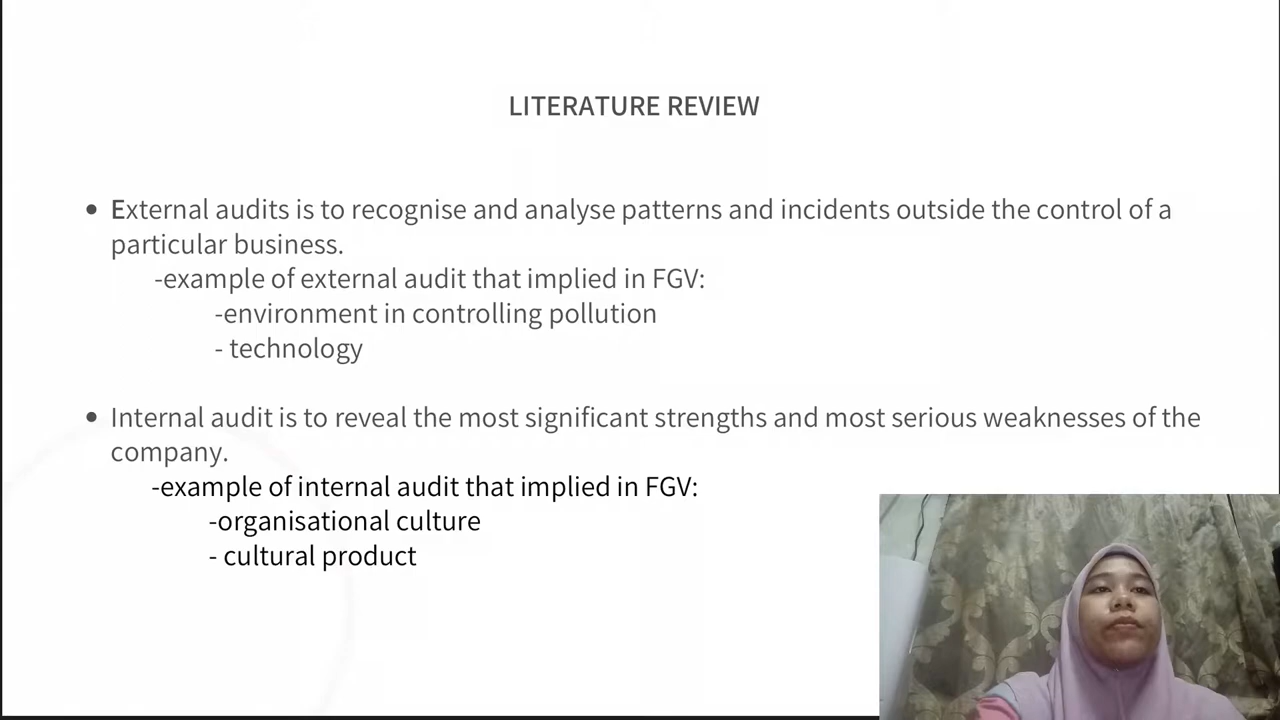 LITERATURE REVIEW
• External audits is to recognise and analyse patterns and incidents outside the control of a
particular business.
-example of external audit that implied in FGV:
-environment in controlling pollution
- technology
• Internal audit is to reveal the most significant strengths and most serious weaknesses of the
company.
-example of internal audit that implied in FGV:
-organisational culture
- cultural product